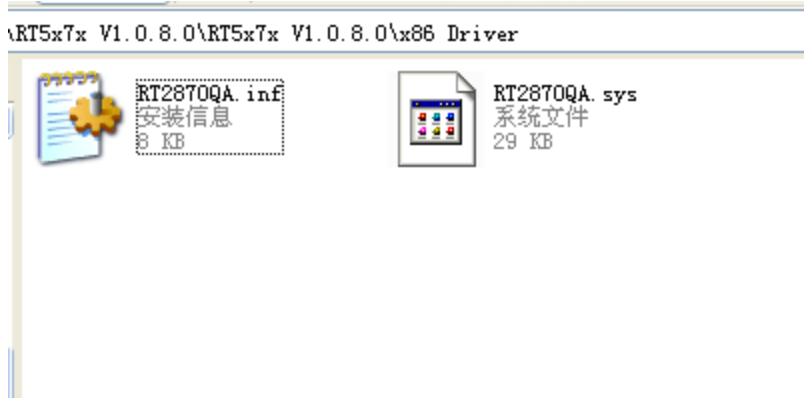 \RT5x7x V1.0.8.0\RT5x7x V1.0.8.0\x86 Driver
RT2870QA.inf
安装信息
8 KB
RT2870QA.sys
系统文件
29 KB